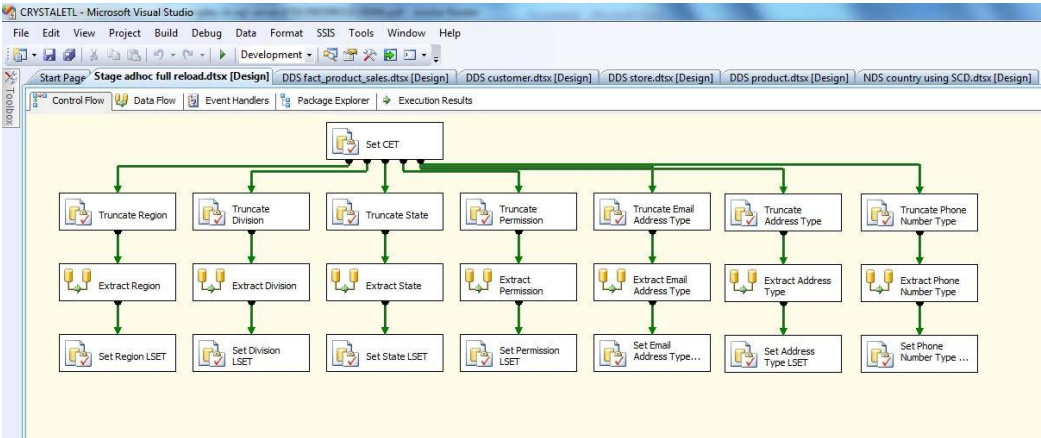 CRYSTALETL - Microsoft Visual Studio
File Edit View Project Build Debug Data Format SSIS Tools Window Help
Development
Start Page Stage adhoc full reload.dtsx [Design] DDS fact_product_sales.dtsx [Design] DDS customer.dtsx [Design] DDS store.dtsx [Design] DDS product.dtsx [Design] NDS country using SCD.dtsx [Design]
Toolbox
Control Flow Data Flow Event Handlers Package Explorer Execution Results
Set CET
Truncate Region
Truncate
Division
Truncate State
Truncate
Permission
Truncate Email
Address Type
Truncate
Address Type
Truncate Phone
Number Type
Extract Region
Extract Division
Extract State
Extract
Permission
Extract Email
Address Type
Extract Address
Type
Extract Phone
Number Type
Set Region LSET
Set Division
LSET
Set State LSET
Set Permission
LSET
Set Email
Address Type...
Set Address
Type LSET
Set Phone
Number Type ...